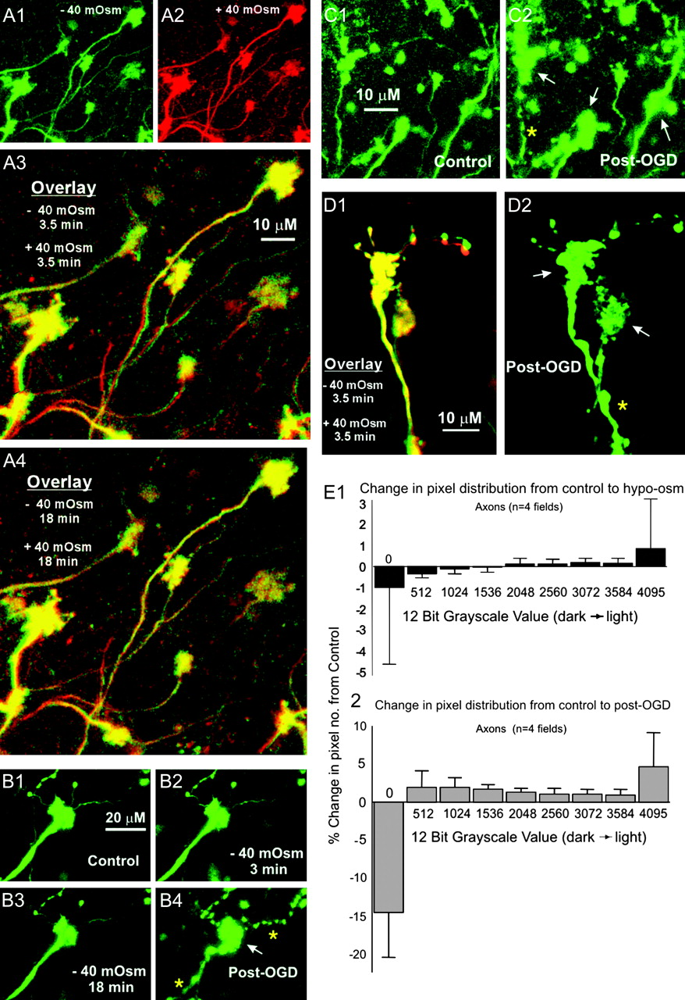 A1
- 40 mOsm
A2
+ 40 mOsm
A3
Overlay
- 40 mOsm
3.5 min
+ 40 mOsm
3.5 min
10 µM
A4
Overlay
- 40 mOsm
18 min
+ 40 mOsm
18 min
B1
20 µM
Control
B2
- 40 mOsm
3 min
B3
- 40 mOsm
18 min
B4
*
*
Post-OGD
C1
10 µM
Control
C2
*
Post-OGD
D1
Overlay
- 40 mOsm
3.5 min
+ 40 mOsm
3.5 min
10 µM
D2
Post-OGD
*
E1
Change in pixel distribution from control to hypo-osm
Axons (n=4 fields)
3
2
1
0
-1
-2
-3
-4
-5
0
512 1024 1536 2048 2560 3072 3584 4095
12 Bit Grayscale Value (dark → light)
% Change in pixel no. from Control
2
Change in pixel distribution from control to post-OGD
Axons (n=4 fields)
10
5
0
-5
-10
-15
-20
0
512 1024 1536 2048 2560 3072 3584 4095
12 Bit Grayscale Value (dark → light)